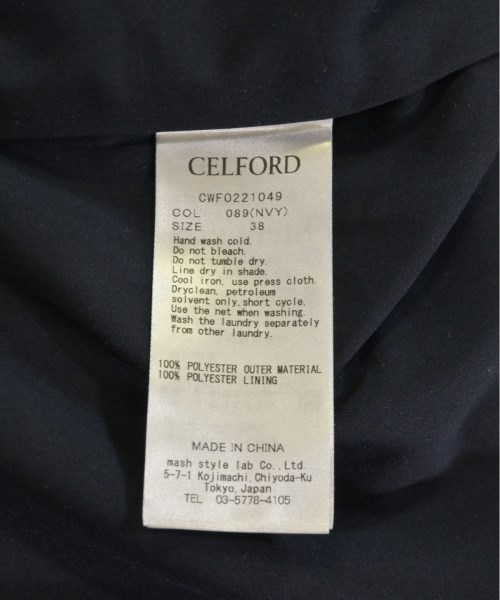 CELFORD
CWFO221049
COL 089(NVY)
SIZE 38
Hand wash cold.
Do not bleach.
Do not tumble dry.
Line dry in shade.
Cool iron, use press cloth.
Dryclean, petroleum
solvent only, short cycle.
Use the net when washing.
Wash the laundry separately
from other laundry.
100% POLYESTER OUTER MATERIAL
100% POLYESTER LINING
MADE IN CHINA
mash style lab Co., Ltd.
5-7-1 Kojimachi, Chiyoda-Ku
Tokyo, Japan
TEL 03-5778-4105